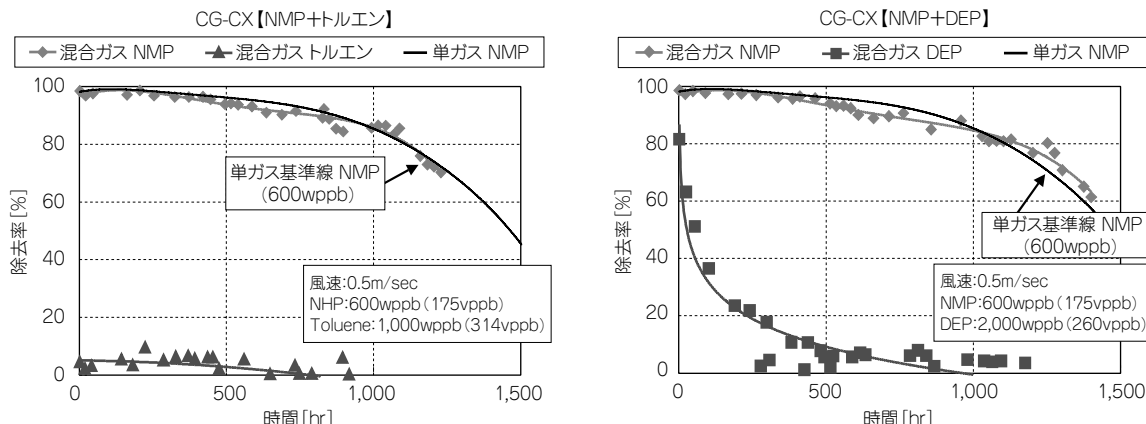 CG-CX【NMP+トルエン】
混合ガス NMP
混合ガストルエン
単ガス NMP
除去率[%]
100
80
60
40
20
0
単ガス基準線 NMP
(600wppb)
風速:0.5m/sec
NHP:600wppb(175vppb)
Toluene:1,000wppb(314vppb)
0
500
1,000
1,500
時間[hr]
CG-CX【NMP+DEP】
混合ガス NMP
混合ガス DEP
単ガス NMP
除去率[%]
100
80
60
40
20
0
単ガス基準線 NMP
(600wppb)
風速:0.5m/sec
NMP:600wppb(175vppb)
DEP:2,000wppb(260vppb)
0
500
1,000
1,500
時間[hr]